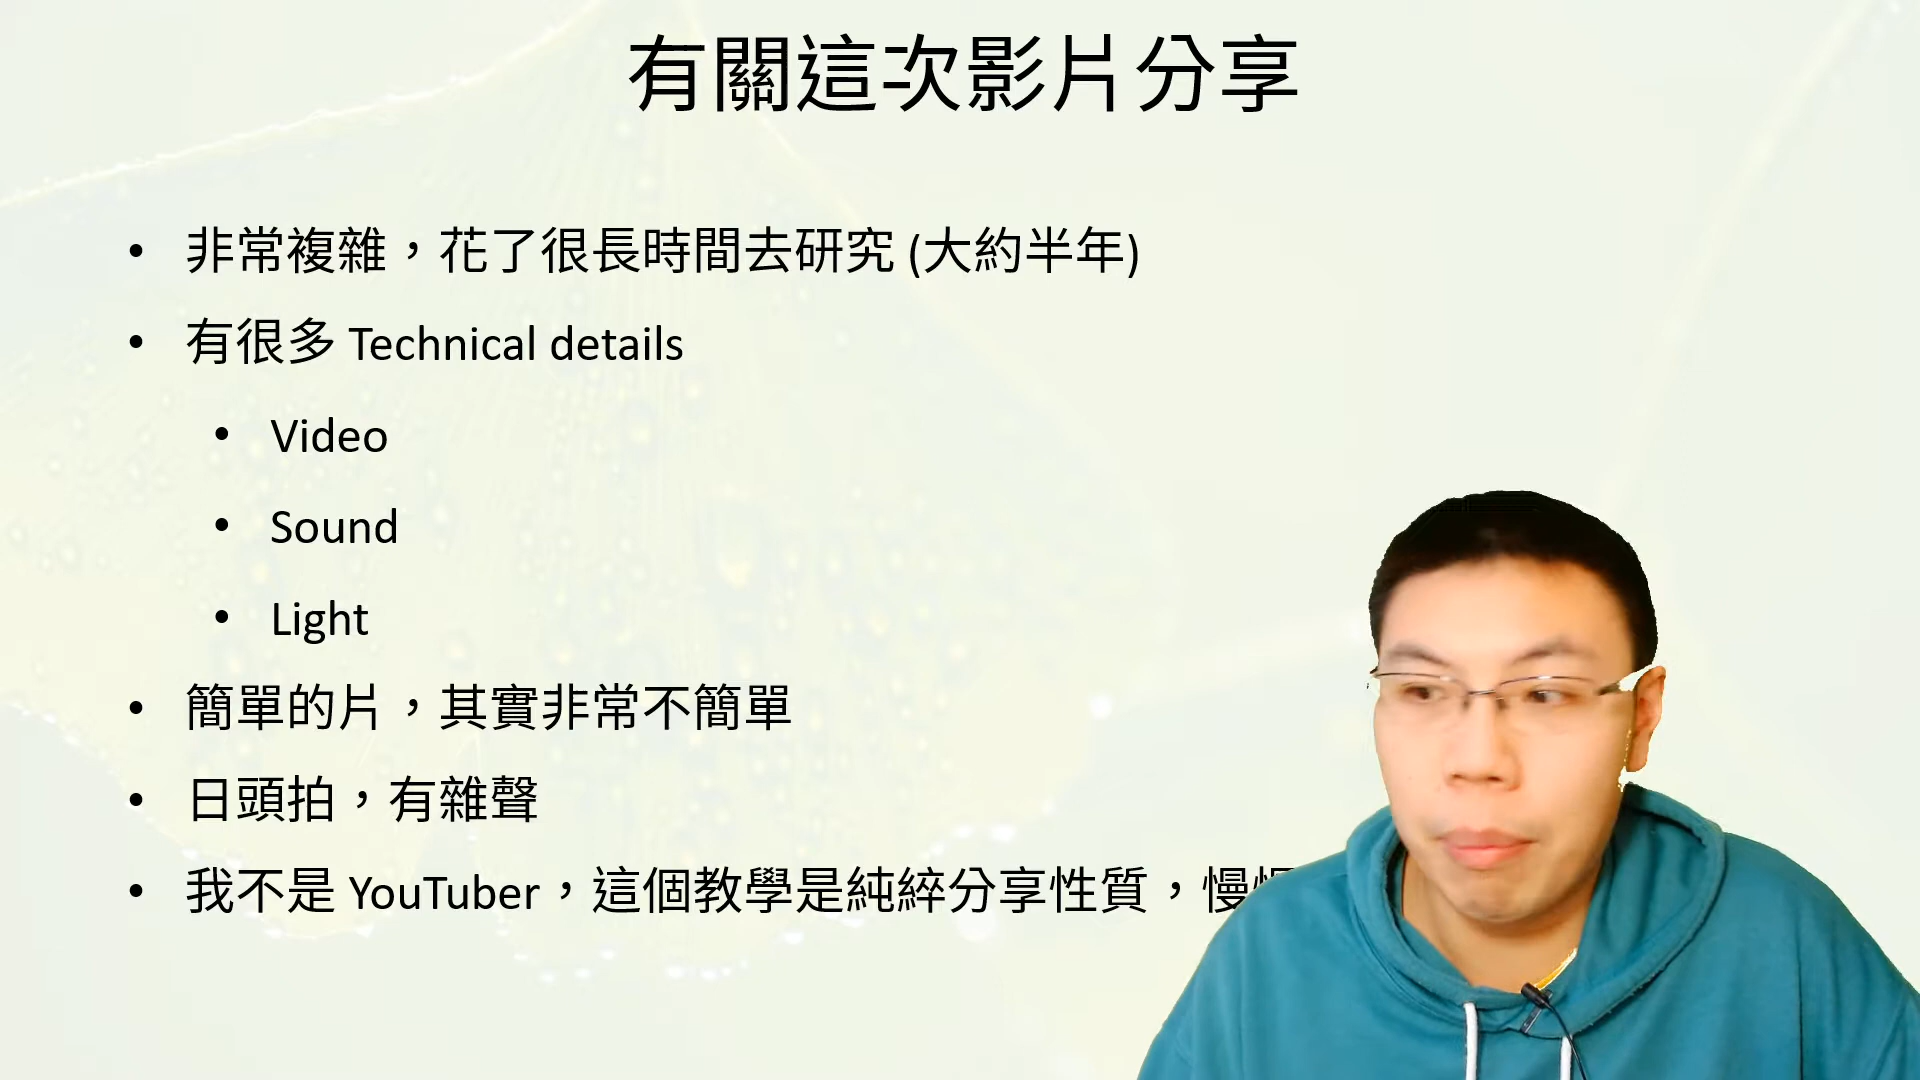 有關這次影片分享
• 非常複雜，花了很長時間去研究 (大約半年)
• 有很多 Technical details
• Video
• Sound
• Light
• 簡單的片，其實非常不簡單
• 日頭拍，有雜聲
• 我不是 YouTuber，這個教學是純綷分享性質，慢